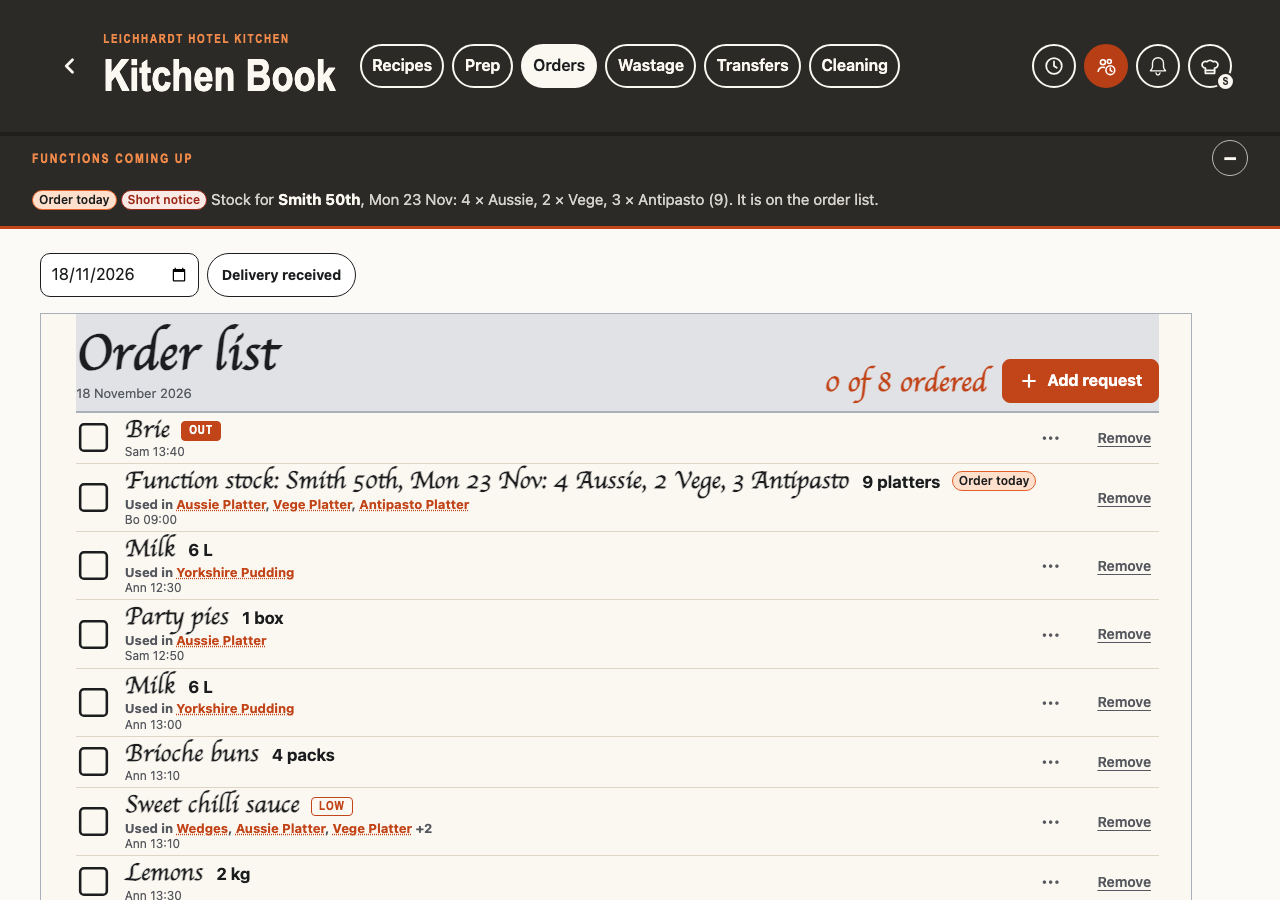 LEICHHARDT HOTEL KITCHEN
Kitchen Book
Recipes Prep Orders Wastage Transfers Cleaning
S
FUNCTIONS COMING UP
Order today Short notice Stock for Smith 50th, Mon 23 Nov: 4 × Aussie, 2 × Vege, 3 × Antipasto (9). It is on the order list.
18/11/2026 Delivery received
Order list
18 November 2026
0 of 8 ordered + Add request
Brie OUT
Sam 13:40
... Remove
Function stock: Smith 50th, Mon 23 Nov: 4 Aussie, 2 Vege, 3 Antipasto 9 platters Order today
Used in Aussie Platter, Vege Platter, Antipasto Platter
Bo 09:00
Remove
Milk 6 L
Used in Yorkshire Pudding
Ann 12:30
... Remove
Party pies 1 box
Used in Aussie Platter
Sam 12:50
... Remove
Milk 6 L
Used in Yorkshire Pudding
Ann 13:00
... Remove
Brioche buns 4 packs
Ann 13:10
... Remove
Sweet chilli sauce LOW
Used in Wedges, Aussie Platter, Vege Platter +2
Ann 13:10
... Remove
Lemons 2 kg
Ann 13:30
... Remove